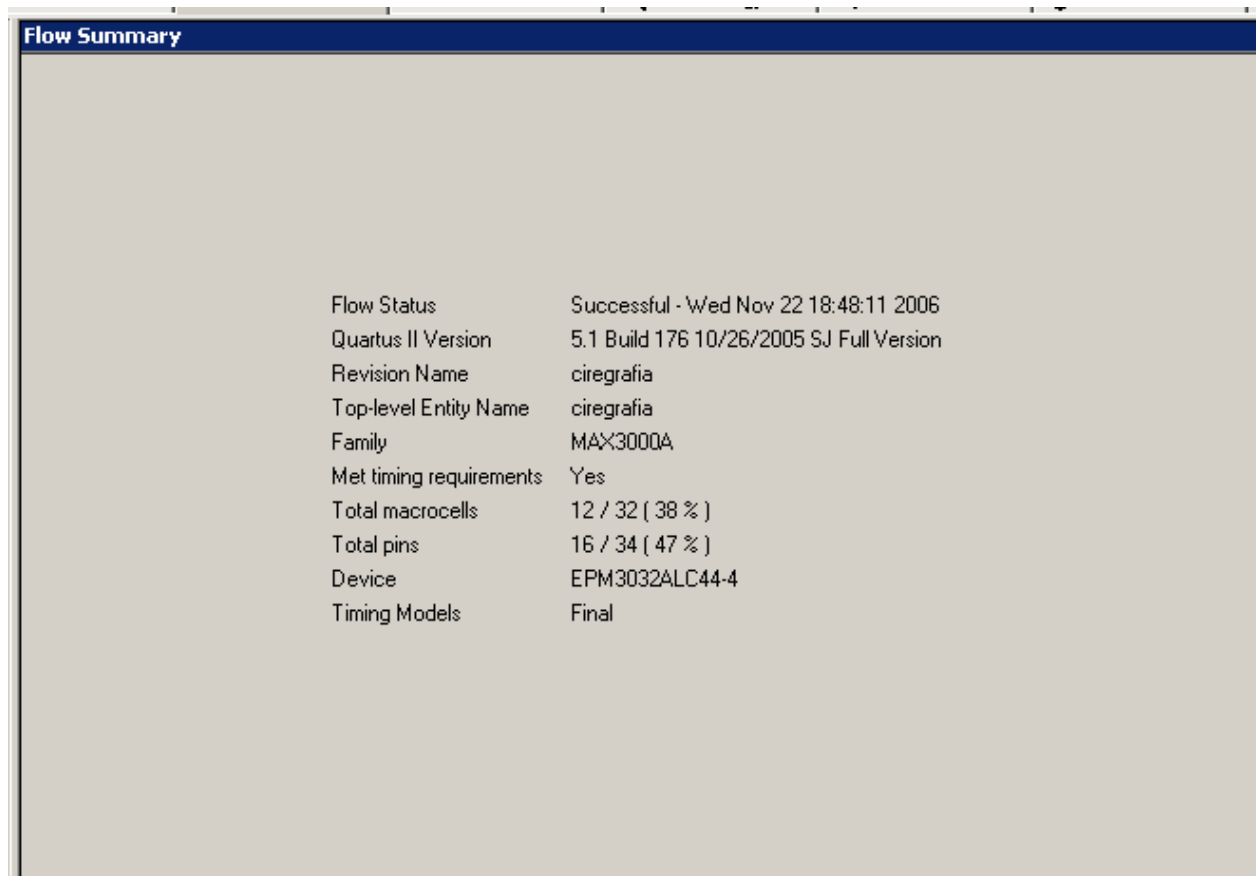 Flow Summary
Flow Status Successful - Wed Nov 22 18:48:11 2006
Quartus II Version 5.1 Build 176 10/26/2005 SJ Full Version
Revision Name ciregrafia
Top-level Entity Name ciregrafia
Family MAX3000A
Met timing requirements Yes
Total macrocells 12 / 32 ( 38 % )
Total pins 16 / 34 ( 47 % )
Device EPM3032ALC44-4
Timing Models Final